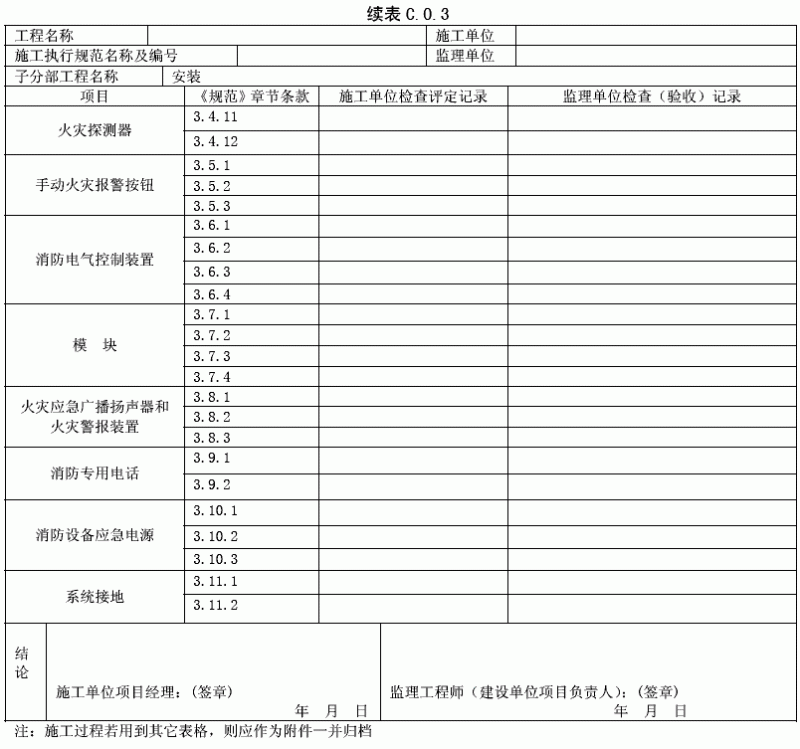 续表 C.0.3
工程名称 施工单位
施工执行规范名称及编号 监理单位
子分部工程名称 安装
项目 《规范》章节条款 施工单位检查评定记录 监理单位检查（验收）记录
火灾探测器
3.4.11
3.4.12
手动火灾报警按钮
3.5.1
3.5.2
3.5.3
消防电气控制装置
3.6.1
3.6.2
3.6.3
3.6.4
模 块
3.7.1
3.7.2
3.7.3
3.7.4
火灾应急广播扬声器和
火灾警报装置
3.8.1
3.8.2
3.8.3
消防专用电话
3.9.1
3.9.2
消防设备应急电源
3.10.1
3.10.2
3.10.3
系统接地
3.11.1
3.11.2
结
论
施工单位项目经理：(签章) 监理工程师（建设单位项目负责人）：(签章)
年 月 日 年 月 日
注：施工过程若用到其它表格，则应作为附件一并归档